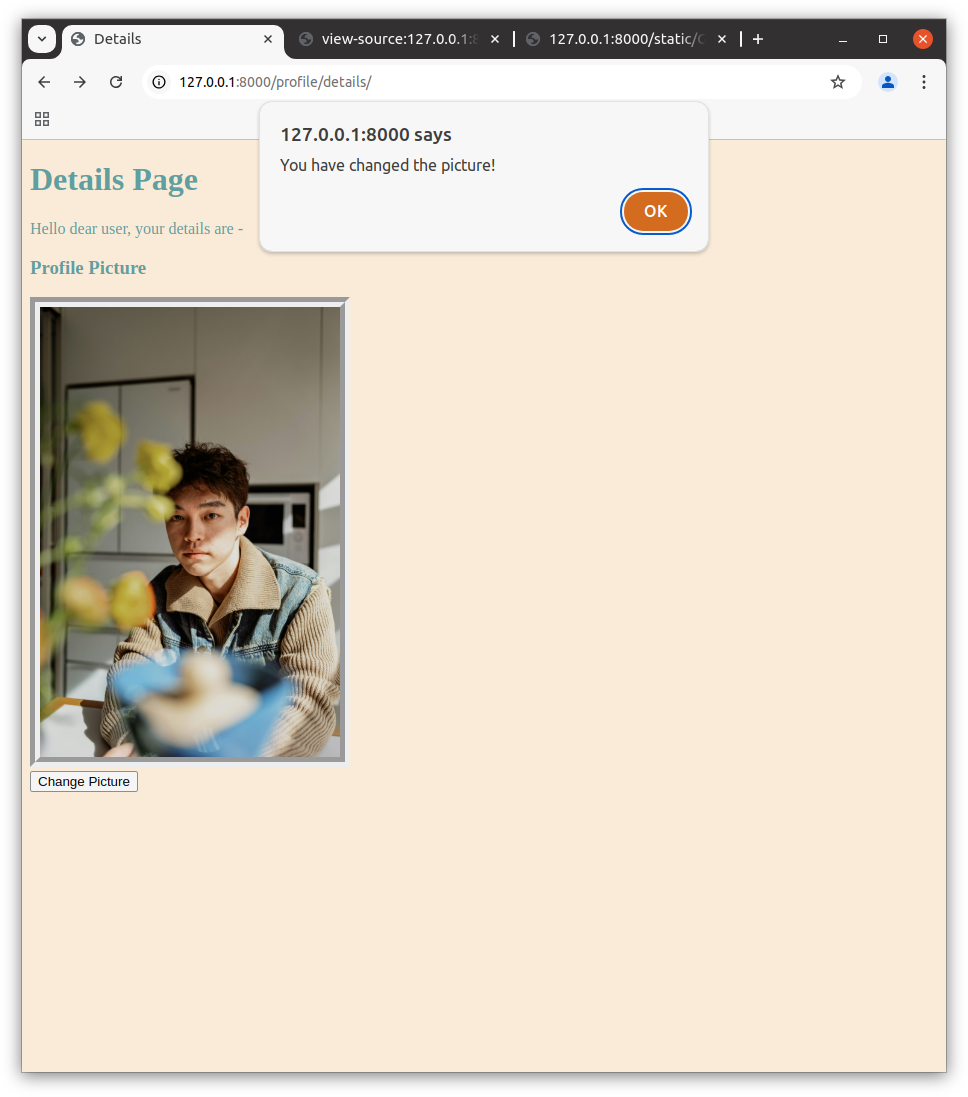 Details
view-source:127.0.0.1:8
127.0.0.1:8000/static/
127.0.0.1:8000/profile/details/
127.0.0.1:8000 says
You have changed the picture!
OK
Details Page
Hello dear user, your details are -
Profile Picture
Change Picture